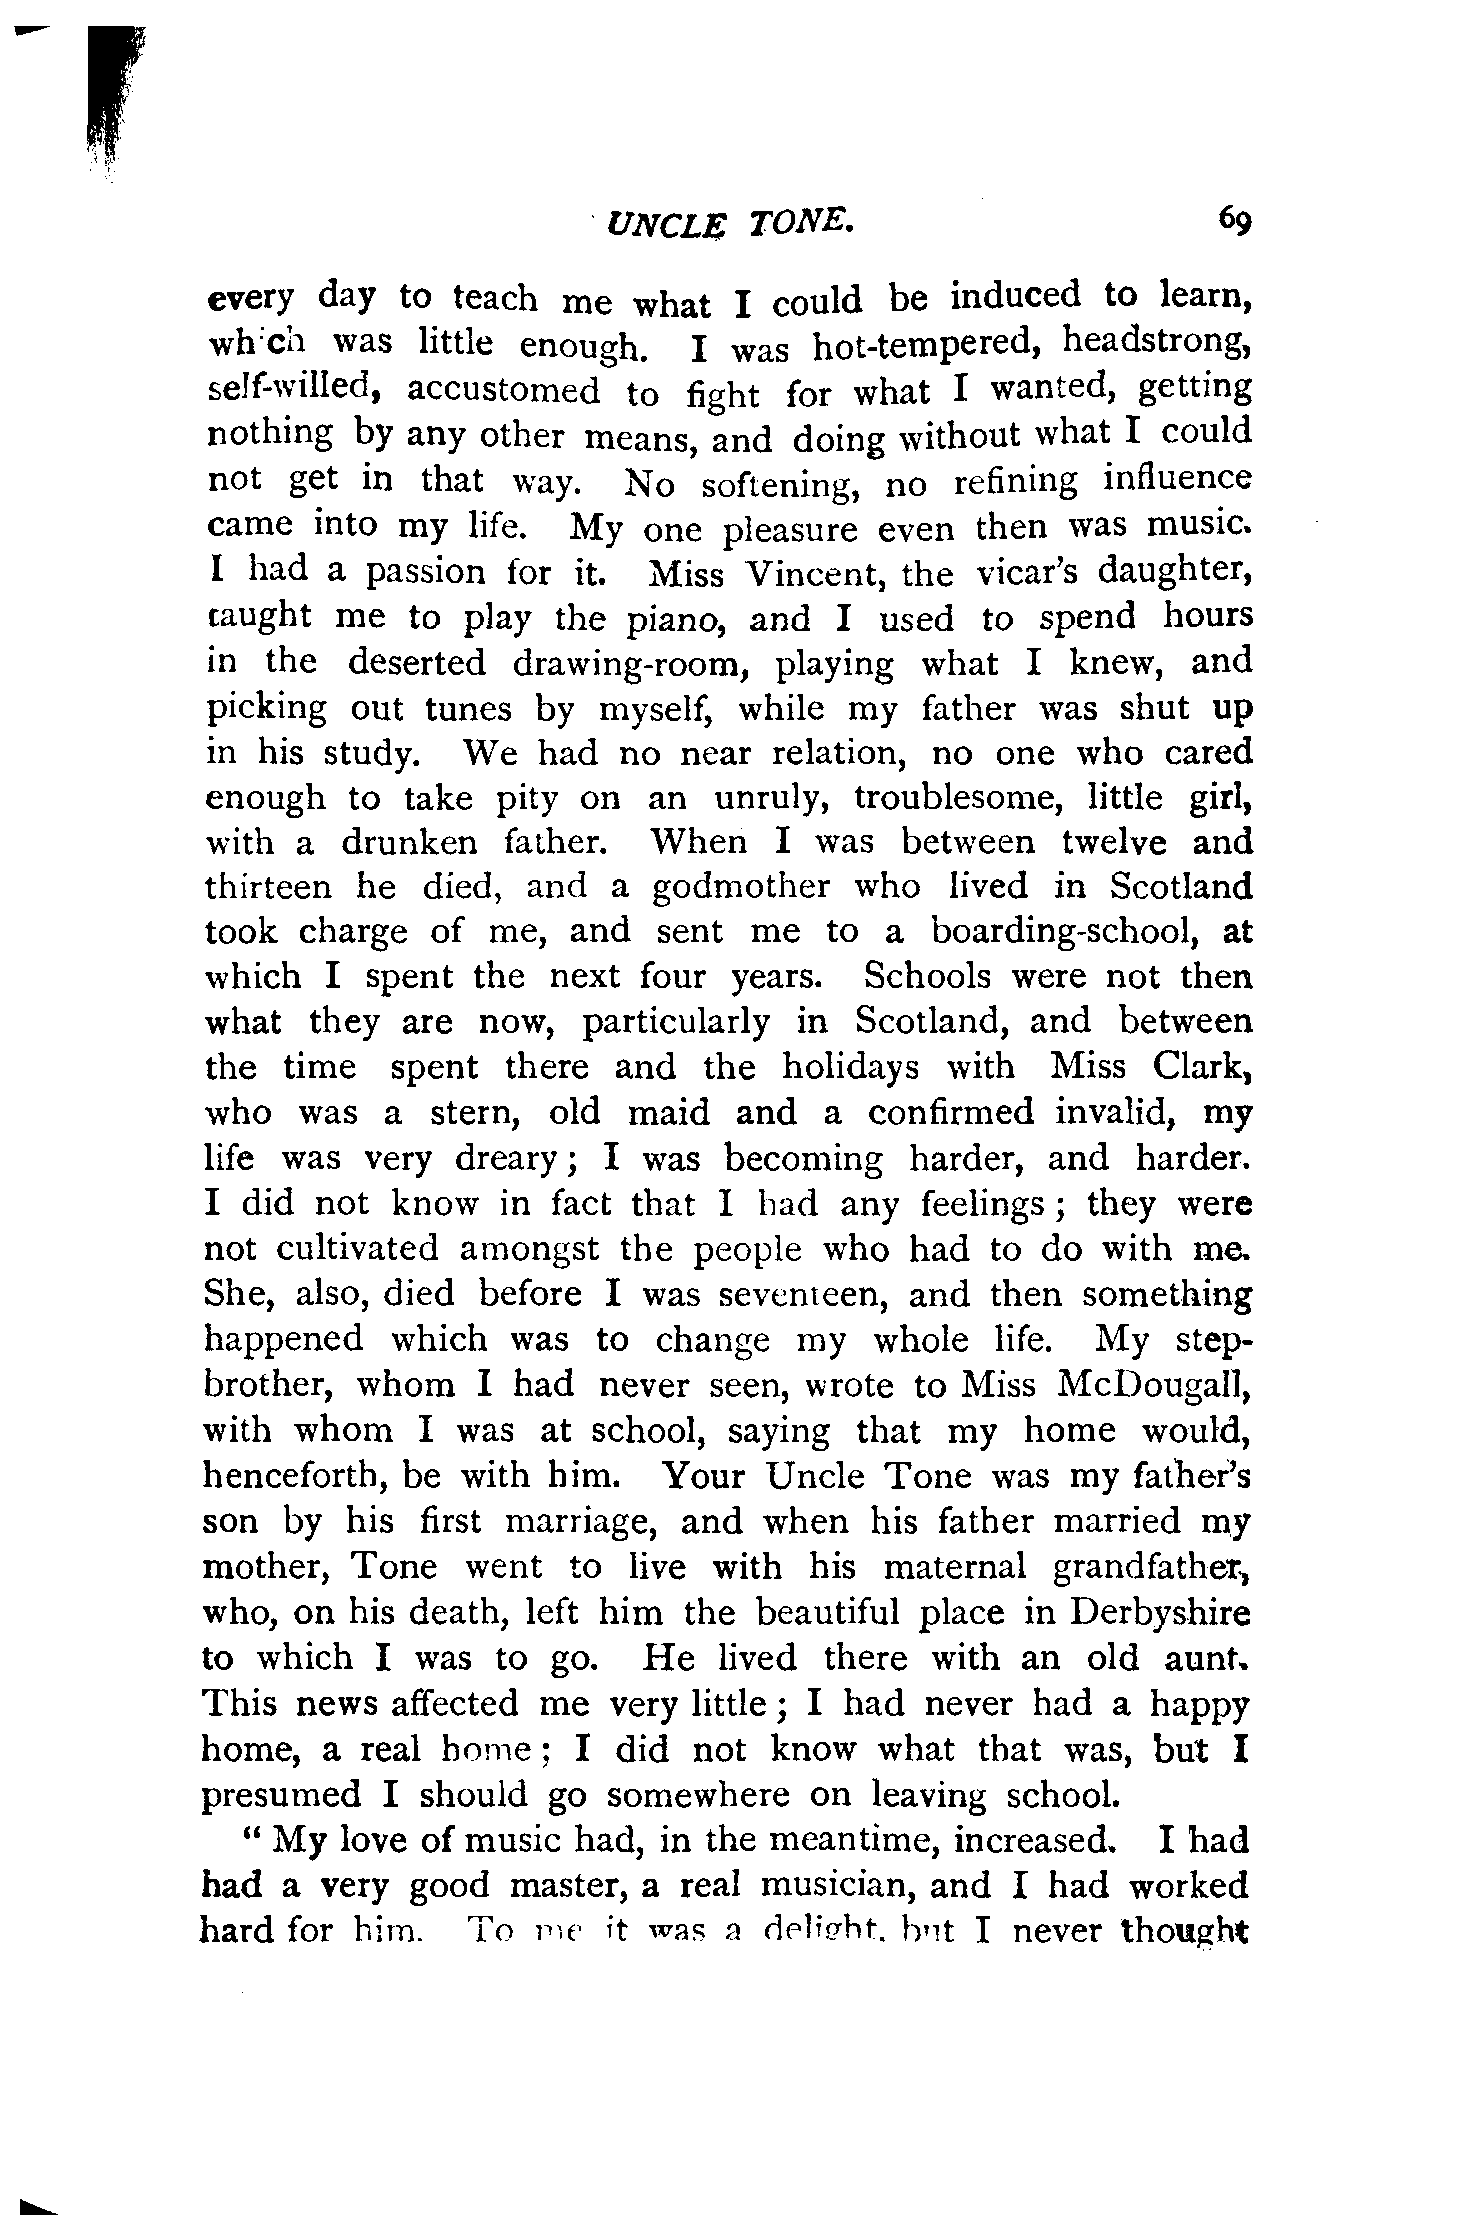 UNCLE TONE. 69
every day to teach me what I could be induced to learn,
which was little enough. I was hot-tempered, headstrong,
self-willed, accustomed to fight for what I wanted, getting
nothing by any other means, and doing without what I could
not get in that way. No softening, no refining influence
came into my life. My one pleasure even then was music.
I had a passion for it. Miss Vincent, the vicar's daughter,
taught me to play the piano, and I used to spend hours
in the deserted drawing-room, playing what I knew, and
picking out tunes by myself, while my father was shut up
in his study. We had no near relation, no one who cared
enough to take pity on an unruly, troublesome, little girl,
with a drunken father. When I was between twelve and
thirteen he died, and a godmother who lived in Scotland
took charge of me, and sent me to a boarding-school, at
which I spent the next four years. Schools were not then
what they are now, particularly in Scotland, and between
the time spent there and the holidays with Miss Clark,
who was a stern, old maid and a confirmed invalid, my
life was very dreary; I was becoming harder, and harder.
I did not know in fact that I had any feelings; they were
not cultivated amongst the people who had to do with me.
She, also, died before I was seventeen, and then something
happened which was to change my whole life. My step-
brother, whom I had never seen, wrote to Miss McDougall,
with whom I was at school, saying that my home would,
henceforth, be with him. Your Uncle Tone was my father's
son by his first marriage, and when his father married my
mother, Tone went to live with his maternal grandfather,
who, on his death, left him the beautiful place in Derbyshire
to which I was to go. He lived there with an old aunt.
This news affected me very little; I had never had a happy
home, a real home; I did not know what that was, but I
presumed I should go somewhere on leaving school.
"My love of music had, in the meantime, increased. I had
had a very good master, a real musician, and I had worked
hard for him. To me it was a delight, but I never thought